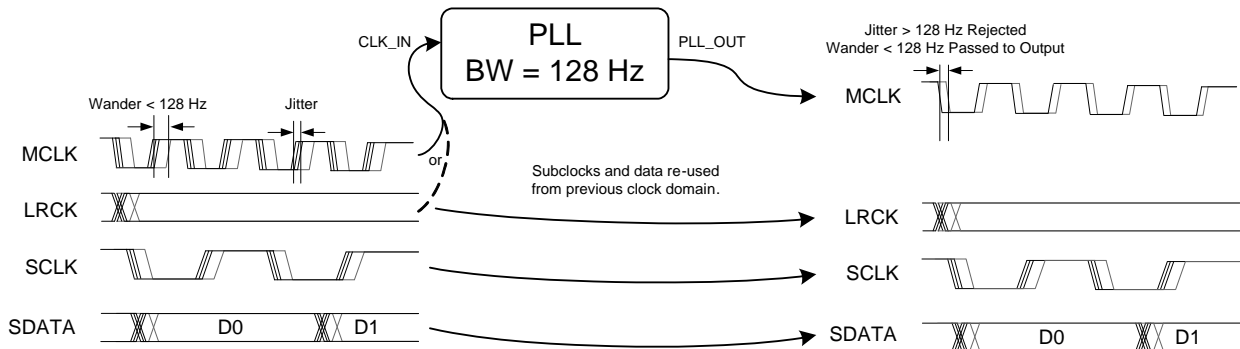 PLL
BW = 128 Hz
CLK_IN
PLL_OUT
Jitter > 128 Hz Rejected
Wander < 128 Hz Passed to Output
Wander < 128 Hz
Jitter
MCLK
or
MCLK
Subclocks and data re-used
from previous clock domain.
LRCK
LRCK
SCLK
SCLK
SDATA
D0
D1
SDATA
D0
D1